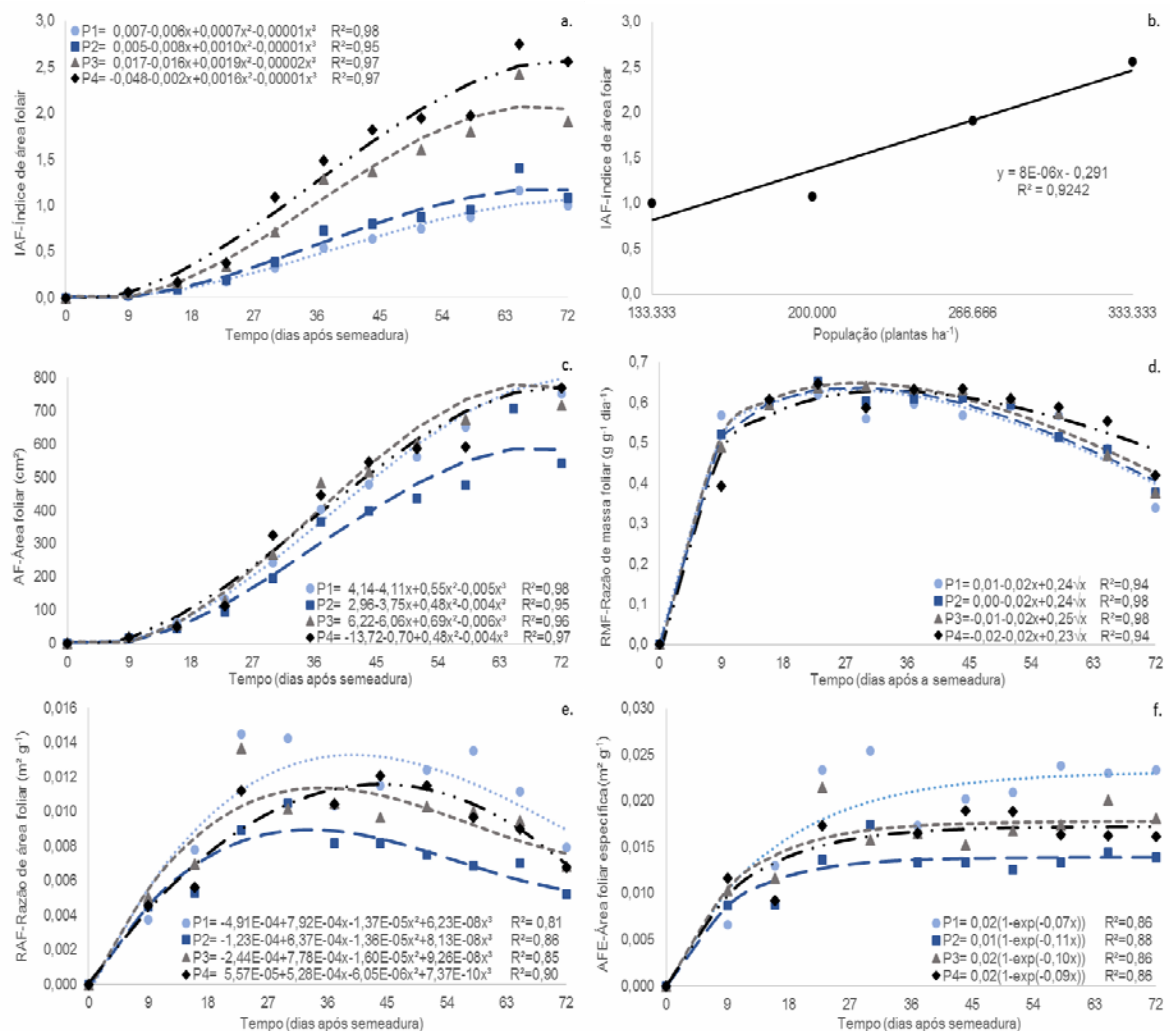 a.
P1= 0,007-0,006x+0,0007x²-0,00001x³ R²=0,98
P2= 0,005-0,008x+0,0010x²-0,00001x³ R²=0,95
P3= 0,017-0,016x+0,0019x²-0,00002x³ R²=0,97
P4= -0,048-0,002x+0,0016x²-0,00001x³ R²=0,97
IAF-Índice de área folair
3,0
2,5
2,0
1,5
1,0
0,5
0,0
0 9 18 27 36 45 54 63 72
Tempo (dias após semeadura)
b.
IAF-Índice de área foiar
3,0
2,5
2,0
1,5
1,0
0,5
0,0
y = 8E-06x - 0,291
R² = 0,9242
133.333 200.000 266.666 333.333
População (plantas ha⁻¹)
c.
AF-Área foliar (cm²)
800
700
600
500
400
300
200
100
0
P1= 4,14-4,11x+0,55x²-0,005x³ R²=0,98
P2= 2,96-3,75x+0,48x²-0,004x³ R²=0,95
P3= 6,22-6,06x+0,69x²-0,006x³ R²=0,96
P4= -13,72-0,70+0,48x²-0,004x³ R²=0,97
0 9 18 27 36 45 54 63 72
Tempo (dias após semeadura)
d.
RMF-Razão de massa foliar (g g⁻¹ dia⁻¹)
0,7
0,6
0,5
0,4
0,3
0,2
0,1
0,0
P1= 0,01-0,02x+0,24√x R²=0,94
P2= 0,00-0,02x+0,24√x R²=0,98
P3=-0,01-0,02x+0,25√x R²=0,98
P4=-0,02-0,02x+0,23√x R²=0,94
0 9 18 27 36 45 54 63 72
Tempo (dias após a semeadura)
e.
RAF-Razão de área foliar (m² g⁻¹)
0,016
0,014
0,012
0,010
0,008
0,006
0,004
0,002
0,000
P1= -4,91E-04+7,92E-04x-1,37E-05x²+6,23E-08x³ R²= 0,81
P2= -1,23E-04+6,37E-04x-1,36E-05x²+8,13E-08x³ R²=0,86
P3= -2,44E-04+7,78E-04x-1,60E-05x²+9,26E-08x³ R²=0,85
P4= 5,57E-05+5,28E-04x-6,05E-06x²+7,37E-10x³ R²=0,90
0 9 18 27 36 45 54 63 72
Tempo (dias após semeadura)
f.
AFE-Área foliar especifica (m² g⁻¹)
0,030
0,025
0,020
0,015
0,010
0,005
0,000
P1= 0,02(1-exp(-0,07x)) R²=0,86
P2= 0,01(1-exp(-0,11x)) R²=0,88
P3= 0,02(1-exp(-0,10x)) R²=0,86
P4= 0,02(1-exp(-0,09x)) R²=0,86
0 9 18 27 36 45 54 63 72
Tempo (dias após semeadura)